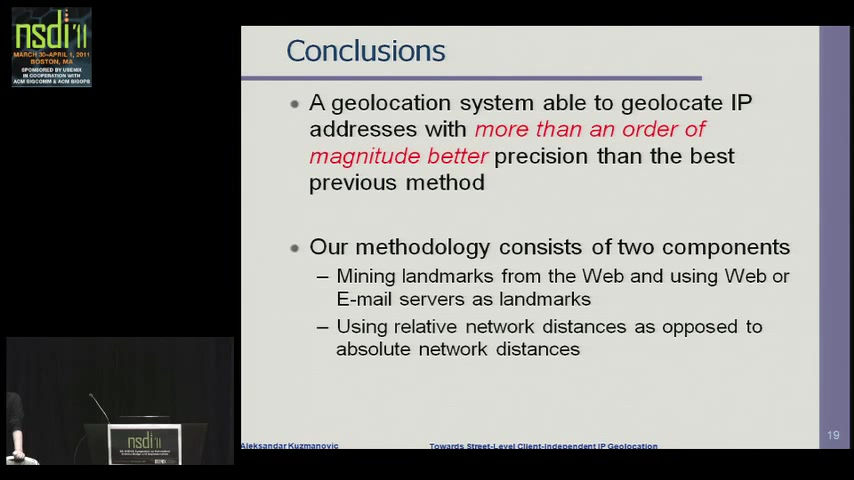 nsdi'11
MARCH 30–APRIL 1, 2011
BOSTON, MA
SPONSORED BY USENIX
IN COOPERATION WITH
ACM SIGCOMM & ACM SIGOPS
Conclusions
• A geolocation system able to geolocate IP
addresses with more than an order of
magnitude better precision than the best
previous method
• Our methodology consists of two components
– Mining landmarks from the Web and using Web or
E-mail servers as landmarks
– Using relative network distances as opposed to
absolute network distances
19
Aleksandar Kuzmanovic
Towards Street-Level Client-Independent IP Geolocation
nsdi'11